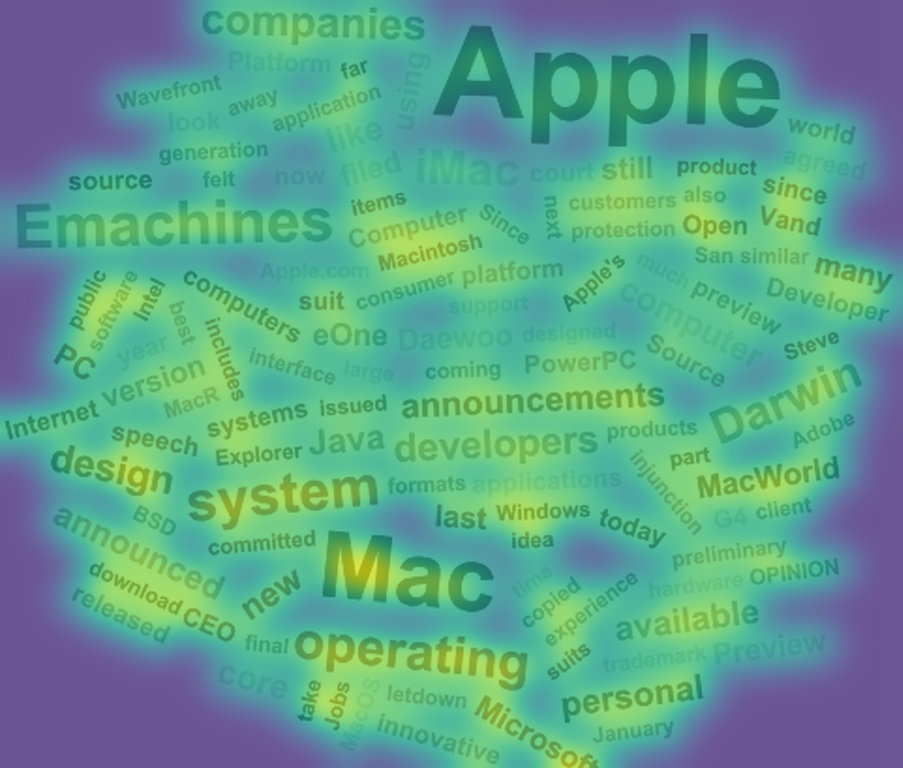 companies
Apple
Platform far using
Wavefront away application
look like world
generation filed iMac court still product agreed
source felt now since
Emachines items Computer Since next customers also Vand
Macintosh protection Open
San similar many
Apple.com consumer platform Apple's much preview Developer
public software Intel best computers suit support computer
eOne Daewoo designed Source Steve
PC year includes interface large coming PowerPC
version MacR
Internet systems issued announcements Darwin
speech Explorer Java developers products Adobe
design system formats applications injunction part MacWorld
BSD last Windows today G4 client
announced committed idea preliminary
Mac time hardware OPINION
download CEO new copied experience
released available
final operating suits trademark Preview
core take Jobs MacOS letdown personal
innovative Microsoft January